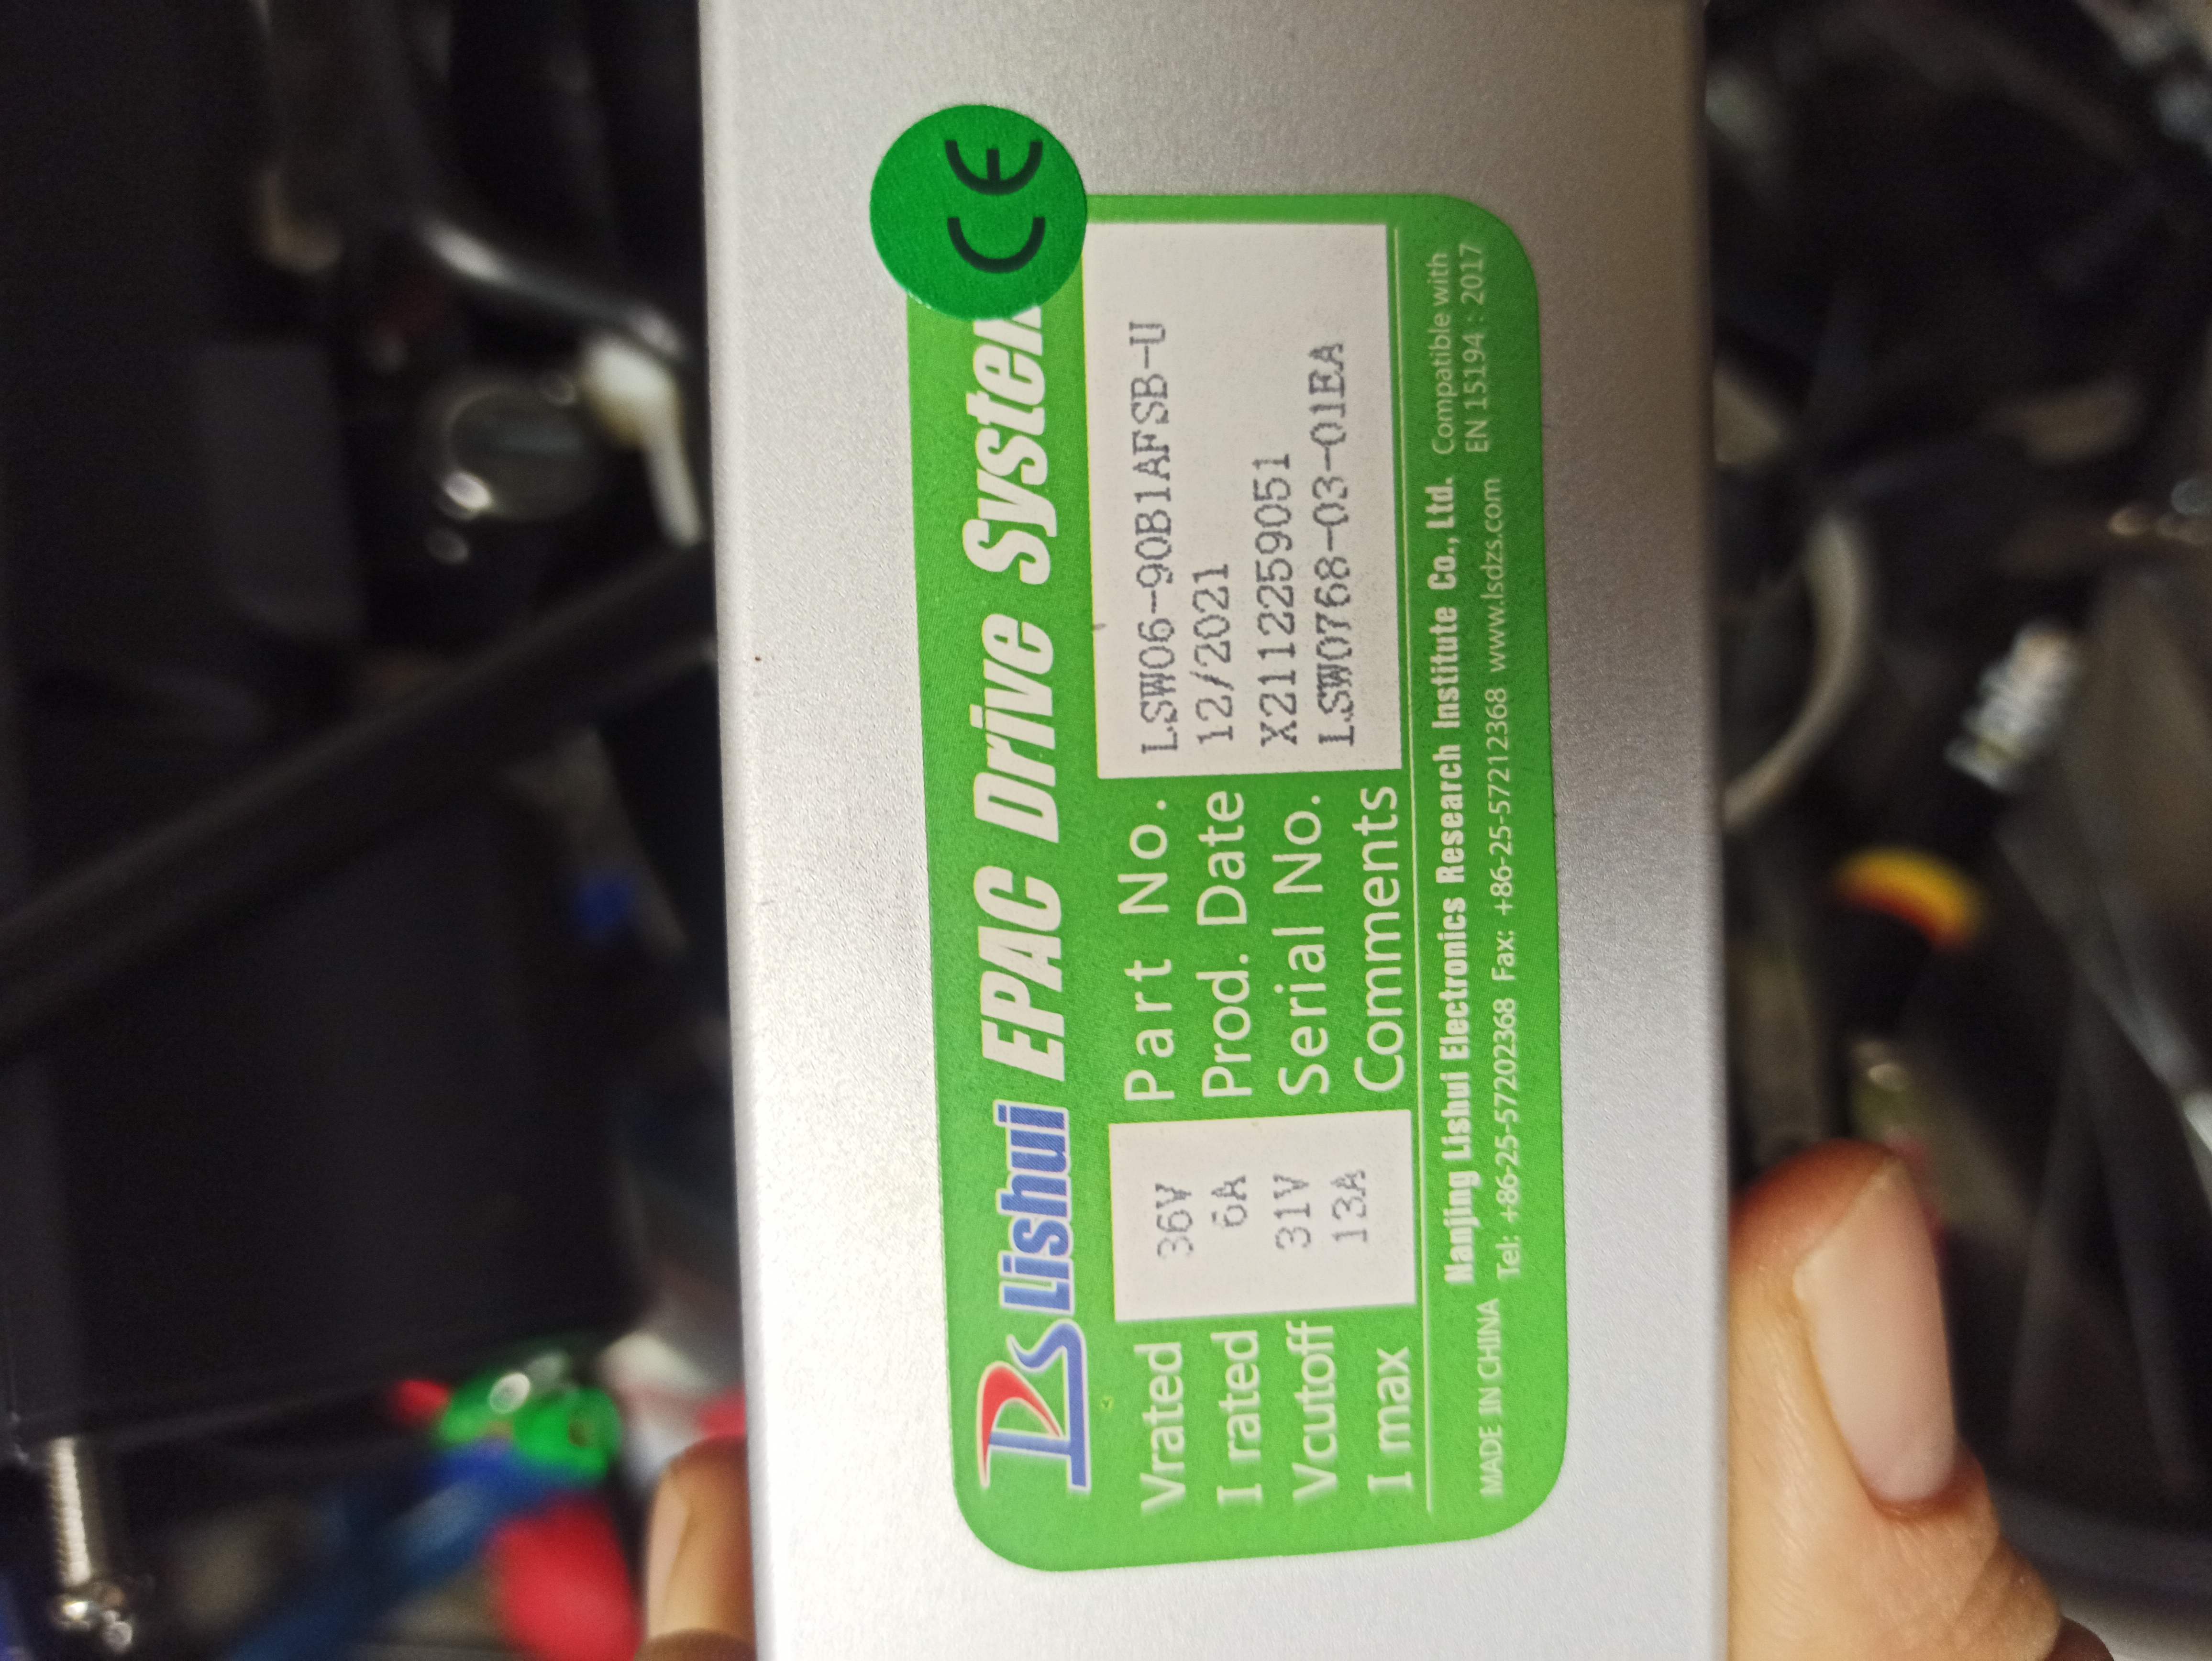 Lishui EPAC Drive System
CE
Vrated 36V Part No. LSW06-90B1AFSB-U
I rated 6A Prod. Date 12/2021
Vcutoff 31V Serial No. X2112259051
I max 13A Comments LSW0768-03-01EA
MADE IN CHINA Nanjing Lishui Electronics Research Institute Co., Ltd. Compatible with
Tel: +86-25-57202368 Fax: +86-25-57212368 www.lsdzs.com EN 15194 : 2017